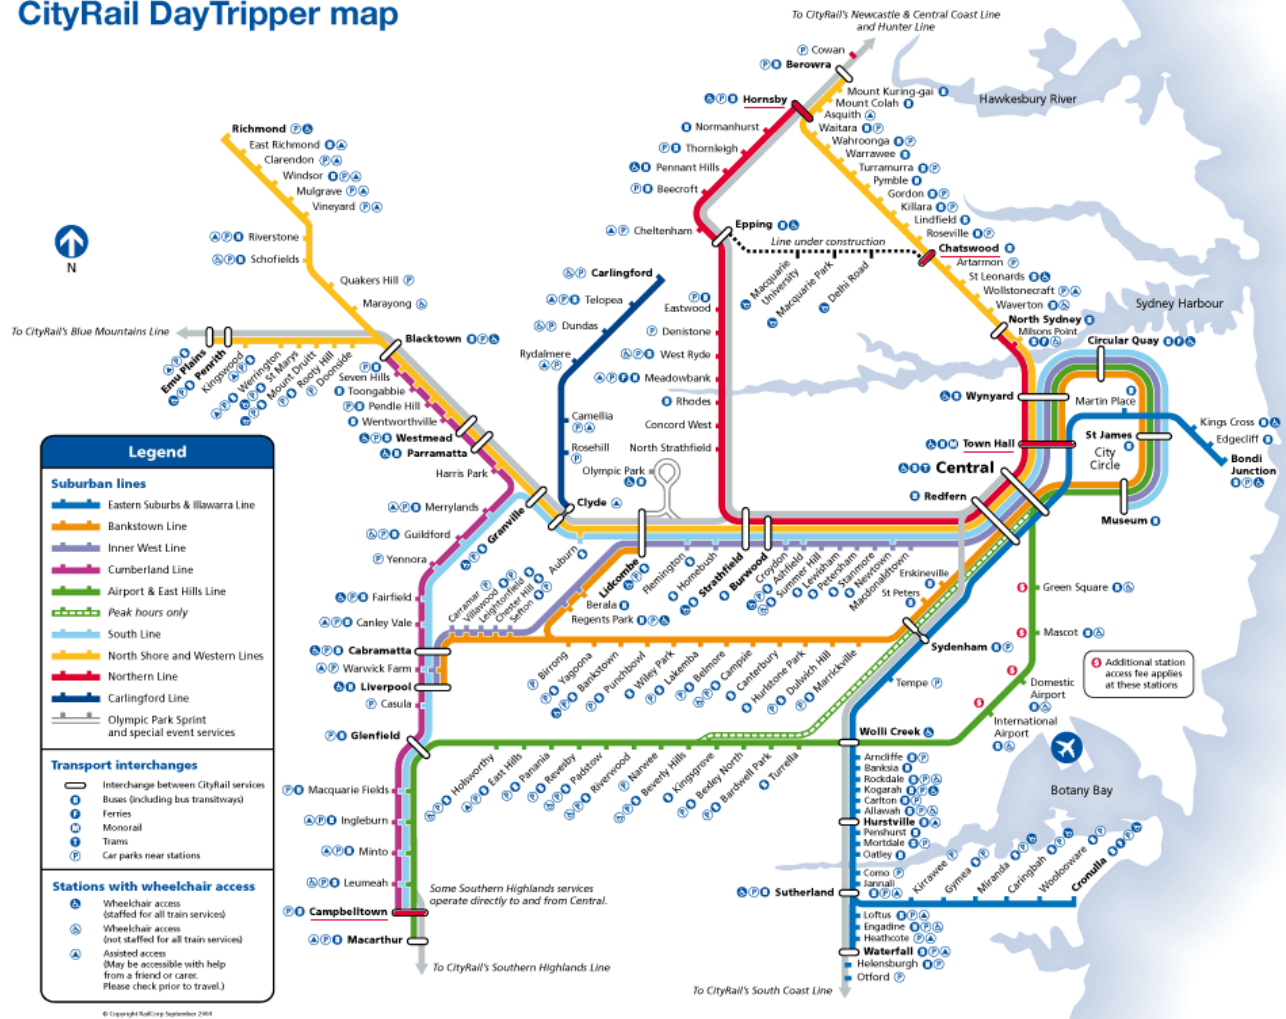 CityRail DayTripper map
To CityRail's Newcastle & Central Coast Line
and Hunter Line
Cowan
Berowra
Mount Kuring-gai
Mount Colah
Asquith
Hornsby
Hawkesbury River
Waitara
Wahroonga
Warrawee
Turramurra
Pymble
Gordon
Killara
Lindfield
Roseville
Chatswood
Artarmon
St Leonards
Wollstonecraft
Waverton
North Sydney
Milsons Point
Normanhurst
Thornleigh
Pennant Hills
Beecroft
Cheltenham
Epping
Line under construction
Macquarie
University
Macquarie Park
Delhi Road
Eastwood
Denistone
West Ryde
Meadowbank
Rhodes
Concord West
North Strathfield
Olympic Park
Richmond
East Richmond
Clarendon
Windsor
Mulgrave
Vineyard
Riverstone
Schofields
Quakers Hill
Marayong
N
To CityRail's Blue Mountains Line
Blacktown
Emu Plains
Penrith
Kingswood
Werrington
St Marys
Mount Druitt
Rooty Hill
Doonside
Seven Hills
Toongabbie
Pendle Hill
Wentworthville
Westmead
Parramatta
Harris Park
Carlingford
Telopea
Dundas
Rydalmere
Camellia
Rosehill
Clyde
Granville
Auburn
Sydney Harbour
Circular Quay
Wynyard
Martin Place
Town Hall
St James
City
Circle
Central
Redfern
Museum
Kings Cross
Edgecliff
Bondi
Junction
Lidcombe
Flemington
Homebush
Strathfield
Burwood
Croydon
Ashfield
Summer Hill
Lewisham
Petersham
Stanmore
Newtown
Macdonaldtown
Erskineville
St Peters
Merrylands
Guildford
Yennora
Fairfield
Canley Vale
Cabramatta
Warwick Farm
Liverpool
Casula
Glenfield
Macquarie Fields
Ingleburn
Minto
Leumeah
Campbelltown
Macarthur
Carramar
Villawood
Leightonfield
Chester Hill
Sefton
Berala
Regents Park
Birrong
Yagoona
Bankstown
Punchbowl
Wiley Park
Lakemba
Belmore
Campsie
Canterbury
Hurlstone Park
Dulwich Hill
Marrickville
Sydenham
Tempe
Wolli Creek
Green Square
Mascot
Domestic
Airport
International
Airport
$ Additional station
access fee applies
at these stations
Holsworthy
East Hills
Panania
Revesby
Padstow
Riverwood
Narwee
Beverly Hills
Kingsgrove
Bexley North
Bardwell Park
Turrella
Arncliffe
Banksia
Rockdale
Kogarah
Carlton
Allawah
Hurstville
Penshurst
Mortdale
Oatley
Como
Jannali
Sutherland
Loftus
Engadine
Heathcote
Waterfall
Helensburgh
Otford
Botany Bay
Kirrawee
Gymea
Miranda
Caringbah
Woolooware
Cronulla
Some Southern Highlands services
operate directly to and from Central.
To CityRail's Southern Highlands Line
To CityRail's South Coast Line
Legend
Suburban lines
Eastern Suburbs & Illawarra Line
Bankstown Line
Inner West Line
Cumberland Line
Airport & East Hills Line
Peak hours only
South Line
North Shore and Western Lines
Northern Line
Carlingford Line
Olympic Park Sprint
and special event services
Transport interchanges
Interchange between CityRail services
B Buses (including bus transitways)
F Ferries
M Monorail
T Trams
P Car parks near stations
Stations with wheelchair access
Wheelchair access
(staffed for all train services)
Wheelchair access
(not staffed for all train services)
Assisted access
(May be accessible with help
from a friend or carer.
Please check prior to travel.)
© Copyright RailCorp September 2004